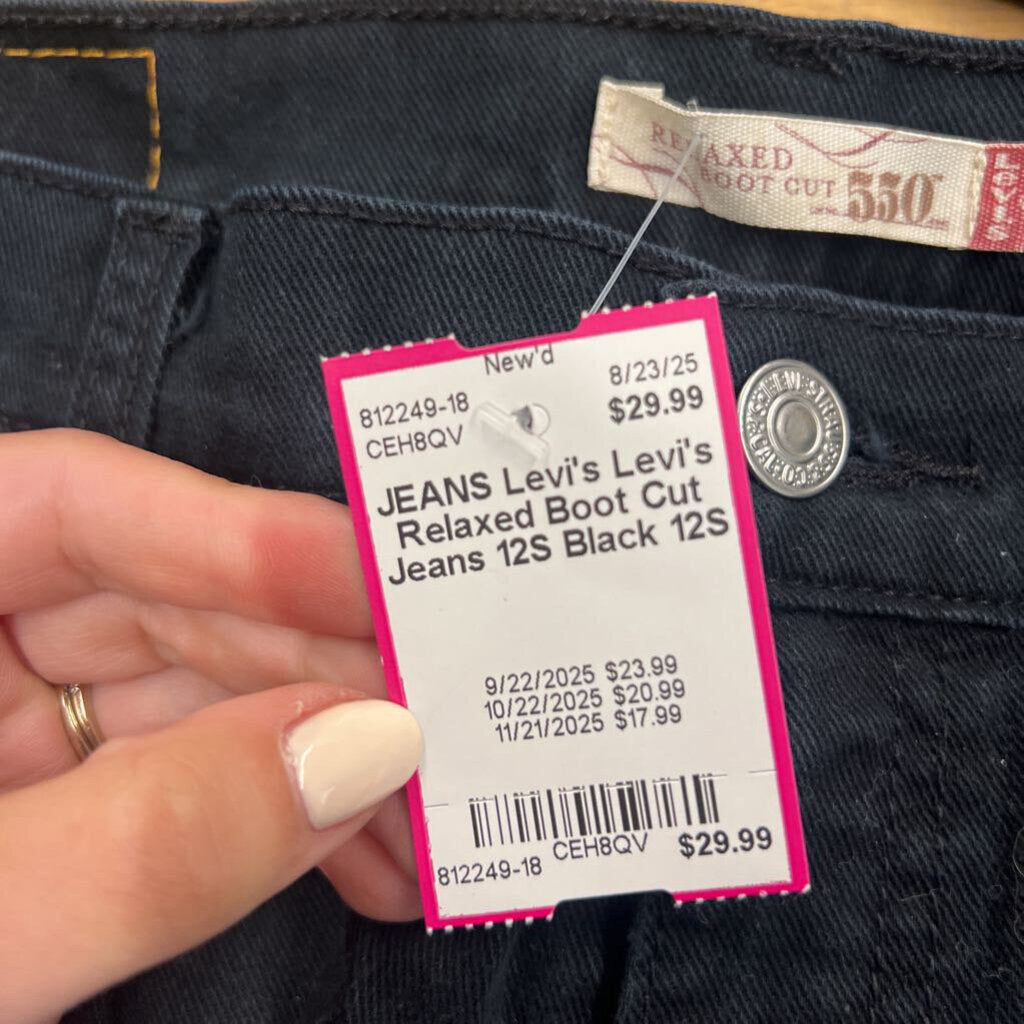 RELAXED
BOOT CUT 550
LEVI'S
New'd
812249-18 8/23/25
CEH8QV $29.99
JEANS Levi's Levi's
Relaxed Boot Cut
Jeans 12S Black 12S
9/22/2025 $23.99
10/22/2025 $20.99
11/21/2025 $17.99
812249-18 CEH8QV $29.99